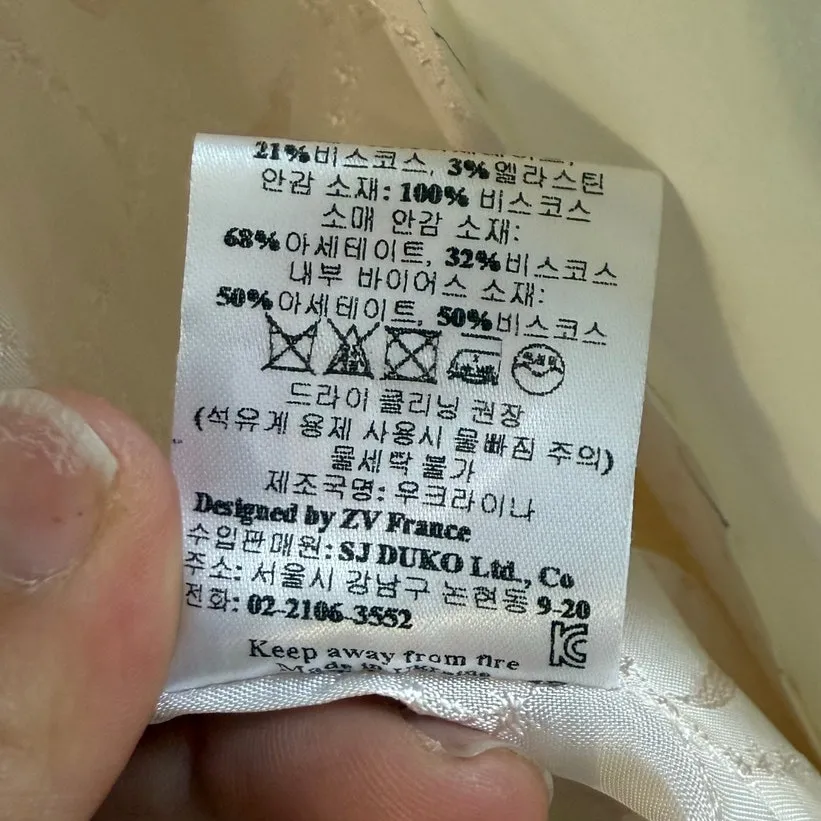 21%비스코스, 3%엘라스틴
안감 소재: 100% 비스코스
소매 안감 소재:
68%아세테이트, 32%비스코스
내부 바이어스 소재:
50%아세테이트, 50%비스코스
드라이 클리닝 권장
(석유계 용제 사용시 물빠짐 주의)
물세탁 불가
제조국명: 우크라이나
Designed by ZV France
수입판매원: SJ DUKO Ltd., Co
주소: 서울시 강남구 논현동 9-20
전화: 02-2106-3552
KC
Keep away from fire
Made in Ukraine